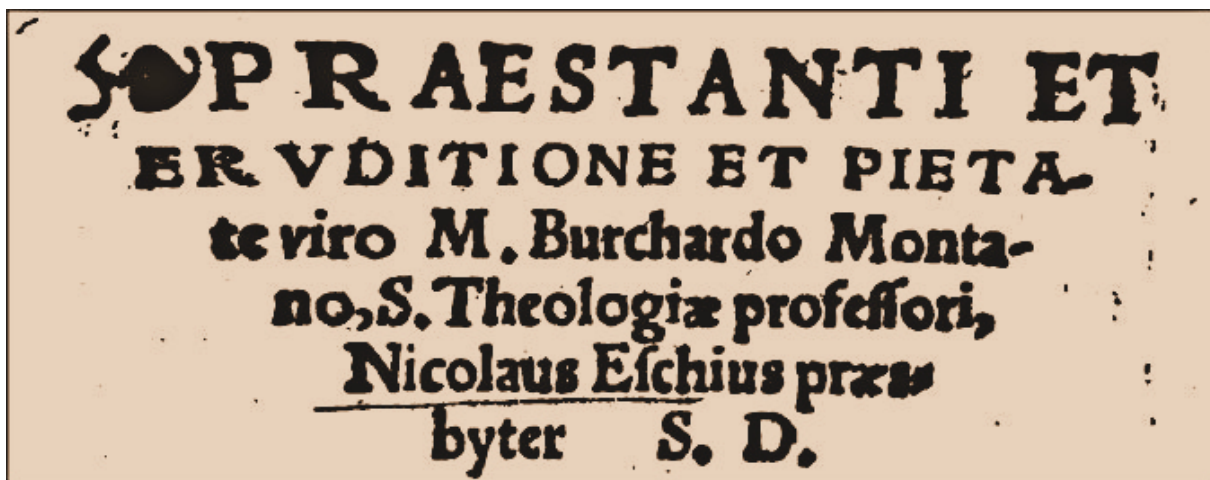 PRAESTANTI ET
ERVDITIONE ET PIETA-
te viro M. Burchardo Monta-
no, S. Theologiæ profeſſori,
Nicolaus Eſchius præs-
byter S. D.